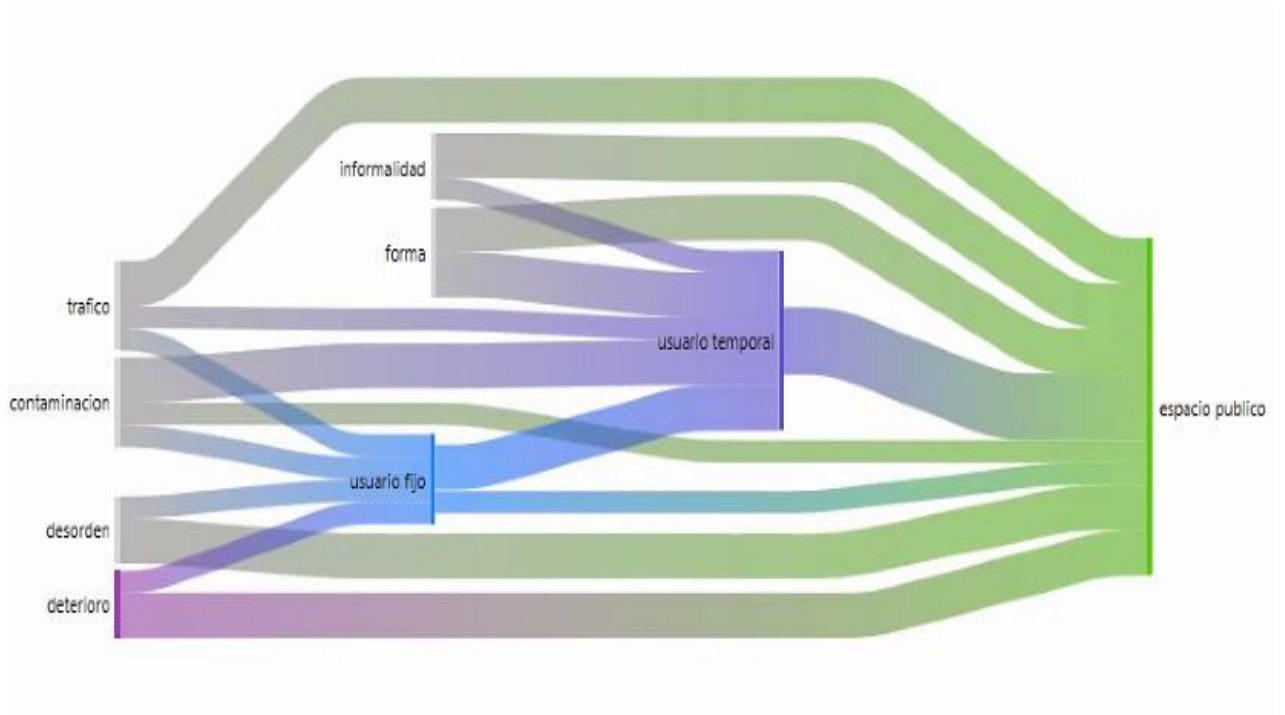 informalidad
forma
trafico
usuario temporal
contaminacion
espacio publico
usuario fijo
desorden
deterioro